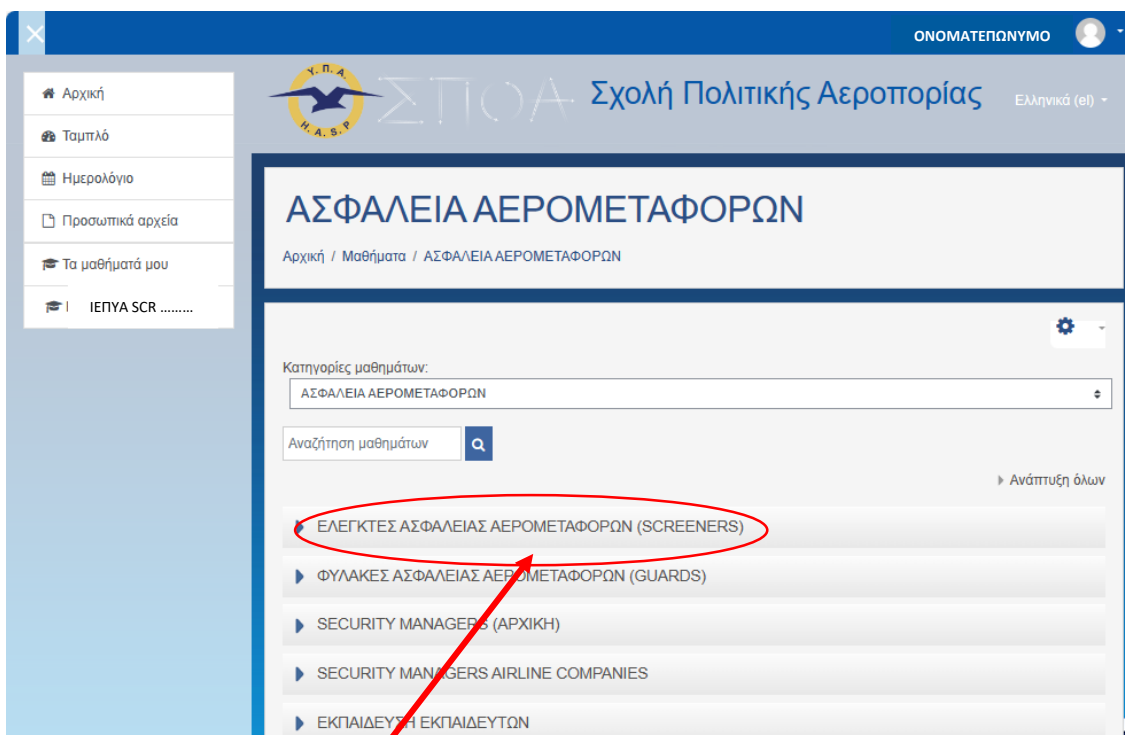 ΟΝΟΜΑΤΕΠΩΝΥΜΟ
Αρχική
Ταμπλό
Ημερολόγιο
Προσωπικά αρχεία
Τα μαθήματά μου
ΙΕΠΥΑ SCR .........
Υ. Π. Α.
H. A. S. P
ΣΠΟΑ
Σχολή Πολιτικής Αεροπορίας
Ελληνικά (el)
ΑΣΦΑΛΕΙΑ ΑΕΡΟΜΕΤΑΦΟΡΩΝ
Αρχική / Μαθήματα / ΑΣΦΑΛΕΙΑ ΑΕΡΟΜΕΤΑΦΟΡΩΝ
Κατηγορίες μαθημάτων:
ΑΣΦΑΛΕΙΑ ΑΕΡΟΜΕΤΑΦΟΡΩΝ
Αναζήτηση μαθημάτων
Ανάπτυξη όλων
ΕΛΕΓΚΤΕΣ ΑΣΦΑΛΕΙΑΣ ΑΕΡΟΜΕΤΑΦΟΡΩΝ (SCREENERS)
ΦΥΛΑΚΕΣ ΑΣΦΑΛΕΙΑΣ ΑΕΡΟΜΕΤΑΦΟΡΩΝ (GUARDS)
SECURITY MANAGERS (ΑΡΧΙΚΗ)
SECURITY MANAGERS AIRLINE COMPANIES
ΕΚΠΑΙΔΕΥΣΗ ΕΚΠΑΙΔΕΥΤΩΝ